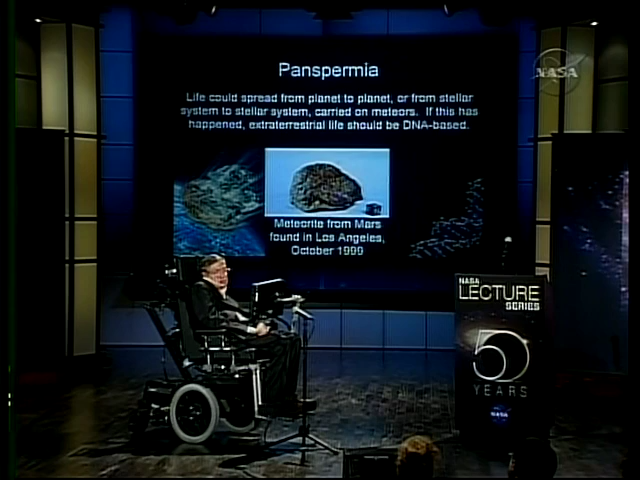 Panspermia
NASA
Life could spread from planet to planet, or from stellar
system to stellar system, carried on meteors. If this has
happened, extraterrestrial life should be DNA-based.
Meteorite from Mars
found in Los Angeles,
October 1999
NASA
LECTURE
SERIES
50
YEARS
NASA